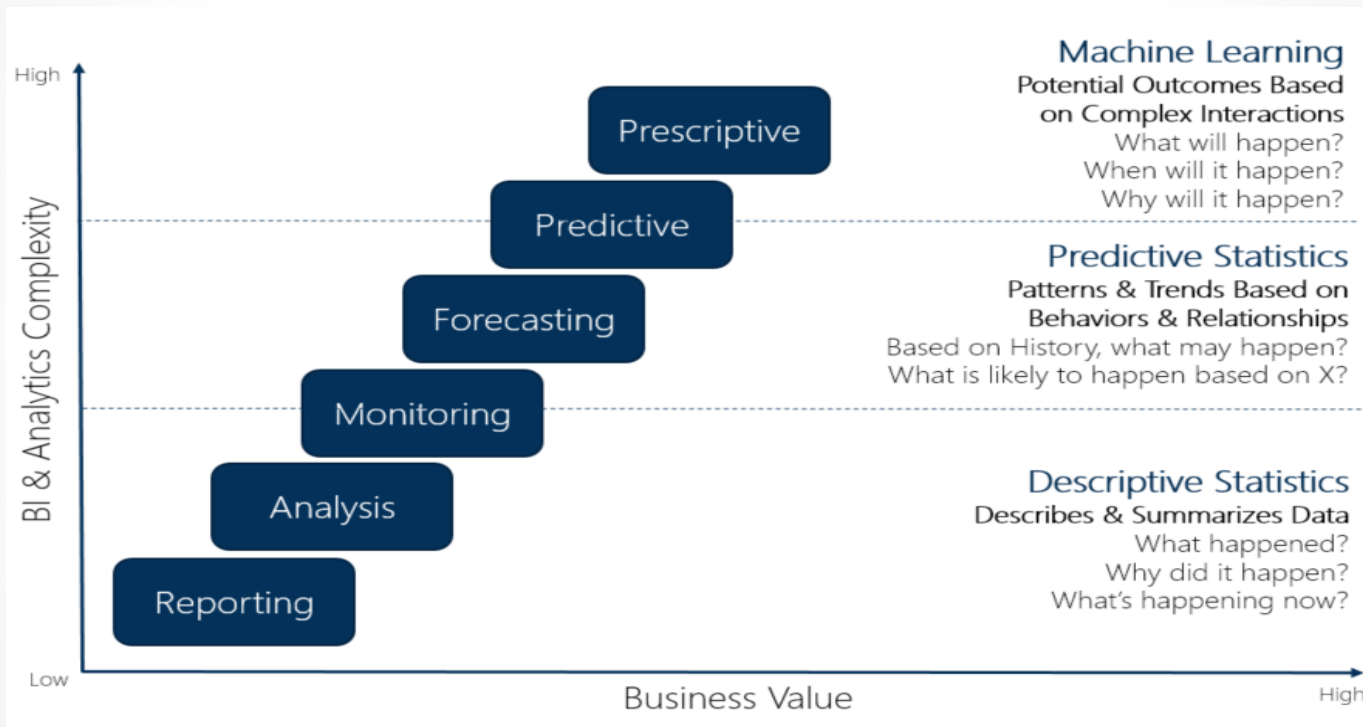 High
BI & Analytics Complexity
Low
Prescriptive
Predictive
Forecasting
Monitoring
Analysis
Reporting
Machine Learning
Potential Outcomes Based
on Complex Interactions
What will happen?
When will it happen?
Why will it happen?
Predictive Statistics
Patterns & Trends Based on
Behaviors & Relationships
Based on History, what may happen?
What is likely to happen based on X?
Descriptive Statistics
Describes & Summarizes Data
What happened?
Why did it happen?
What's happening now?
Business Value
High